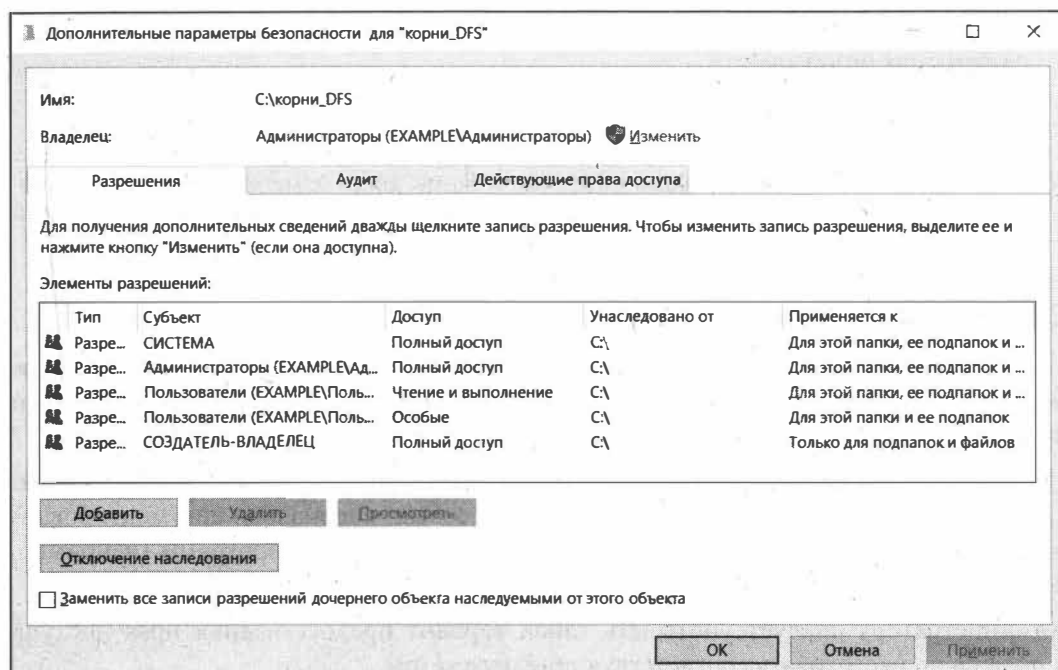 Дополнительные параметры безопасности для "корни_DFS"
Имя: C:\корни_DFS
Владелец: Администраторы (EXAMPLE\Администраторы) Изменить
Разрешения Аудит Действующие права доступа
Для получения дополнительных сведений дважды щелкните запись разрешения. Чтобы изменить запись разрешения, выделите ее и
нажмите кнопку "Изменить" (если она доступна).
Элементы разрешений:
Тип Субъект Доступ Унаследовано от Применяется к
Разре... СИСТЕМА Полный доступ C:\ Для этой папки, ее подпапок и ...
Разре... Администраторы (EXAMPLE\Ад... Полный доступ C:\ Для этой папки, ее подпапок и ...
Разре... Пользователи (EXAMPLE\Поль... Чтение и выполнение C:\ Для этой папки, ее подпапок и ...
Разре... Пользователи (EXAMPLE\Поль... Особые C:\ Для этой папки и ее подпапок
Разре... СОЗДАТЕЛЬ-ВЛАДЕЛЕЦ Полный доступ C:\ Только для подпапок и файлов
Добавить Удалить Просмотреть
Отключение наследования
Заменить все записи разрешений дочернего объекта наследуемыми от этого объекта
ОК Отмена Применить